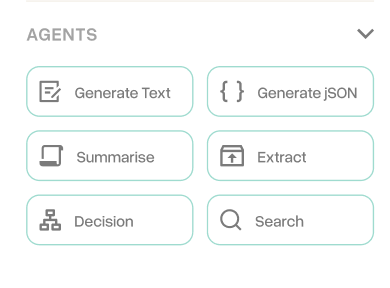 AGENTS
Generate Text
Generate jSON
Summarise
Extract
Decision
Search